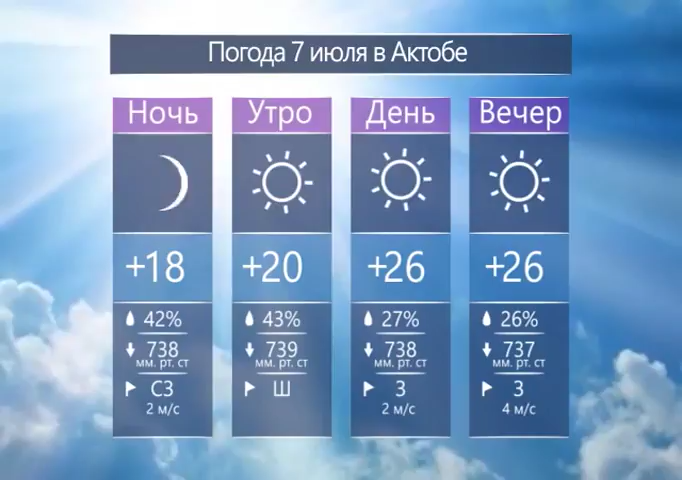 Погода 7 июля в Актобе
Ночь Утро День Вечер
+18 +20 +26 +26
42% 43% 27% 26%
738 739 738 737
мм. рт. ст мм. рт. ст мм. рт. ст мм. рт. ст
СЗ Ш З З
2 м/с 2 м/с 4 м/с